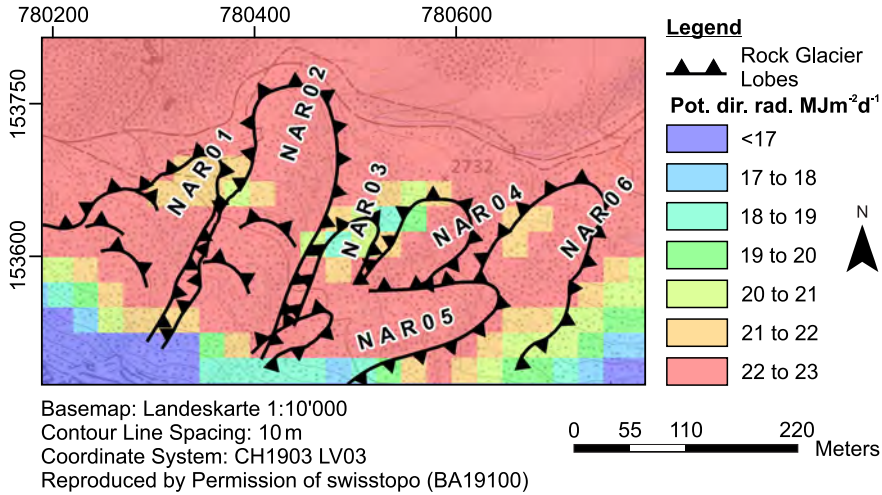 780200 780400 780600
153750
153600
NAR01
NAR02
NAR03
NAR04
NAR05
NAR06
2732
Legend
Rock Glacier
Lobes
Pot. dir. rad. MJm⁻²d⁻¹
<17
17 to 18
18 to 19
19 to 20
20 to 21
21 to 22
22 to 23
N
0 55 110 220
Meters
Basemap: Landeskarte 1:10'000
Contour Line Spacing: 10 m
Coordinate System: CH1903 LV03
Reproduced by Permission of swisstopo (BA19100)